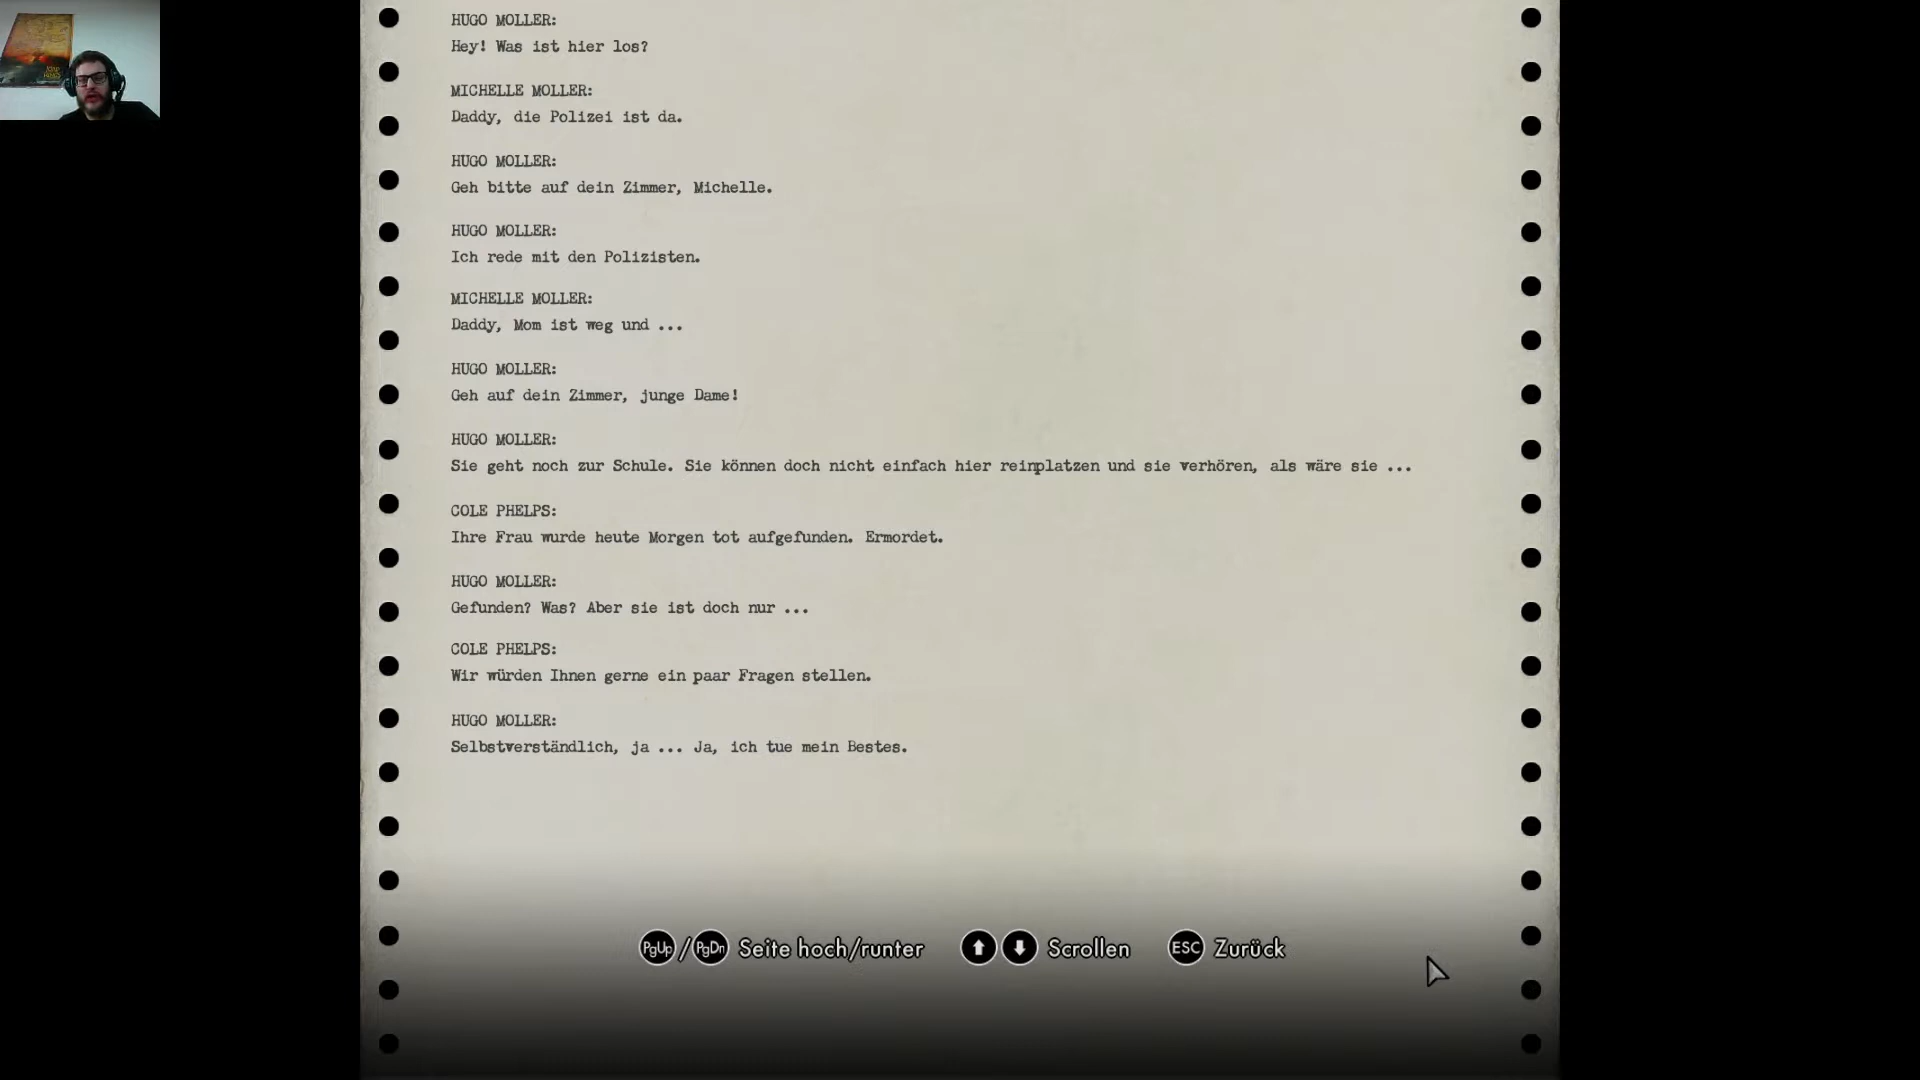 HUGO MOLLER:
Hey! Was ist hier los?
MICHELLE MOLLER:
Daddy, die Polizei ist da.
HUGO MOLLER:
Geh bitte auf dein Zimmer, Michelle.
HUGO MOLLER:
Ich rede mit den Polizisten.
MICHELLE MOLLER:
Daddy, Mom ist weg und ...
HUGO MOLLER:
Geh auf dein Zimmer, junge Dame!
HUGO MOLLER:
Sie geht noch zur Schule. Sie können doch nicht einfach hier reinplatzen und sie verhören, als wäre sie ...
COLE PHELPS:
Ihre Frau wurde heute Morgen tot aufgefunden. Ermordet.
HUGO MOLLER:
Gefunden? Was? Aber sie ist doch nur ...
COLE PHELPS:
Wir würden Ihnen gerne ein paar Fragen stellen.
HUGO MOLLER:
Selbstverständlich, ja ... Ja, ich tue mein Bestes.
PgUp/PgDn Seite hoch/runter ⬆ ⬇ Scrollen ESC Zurück